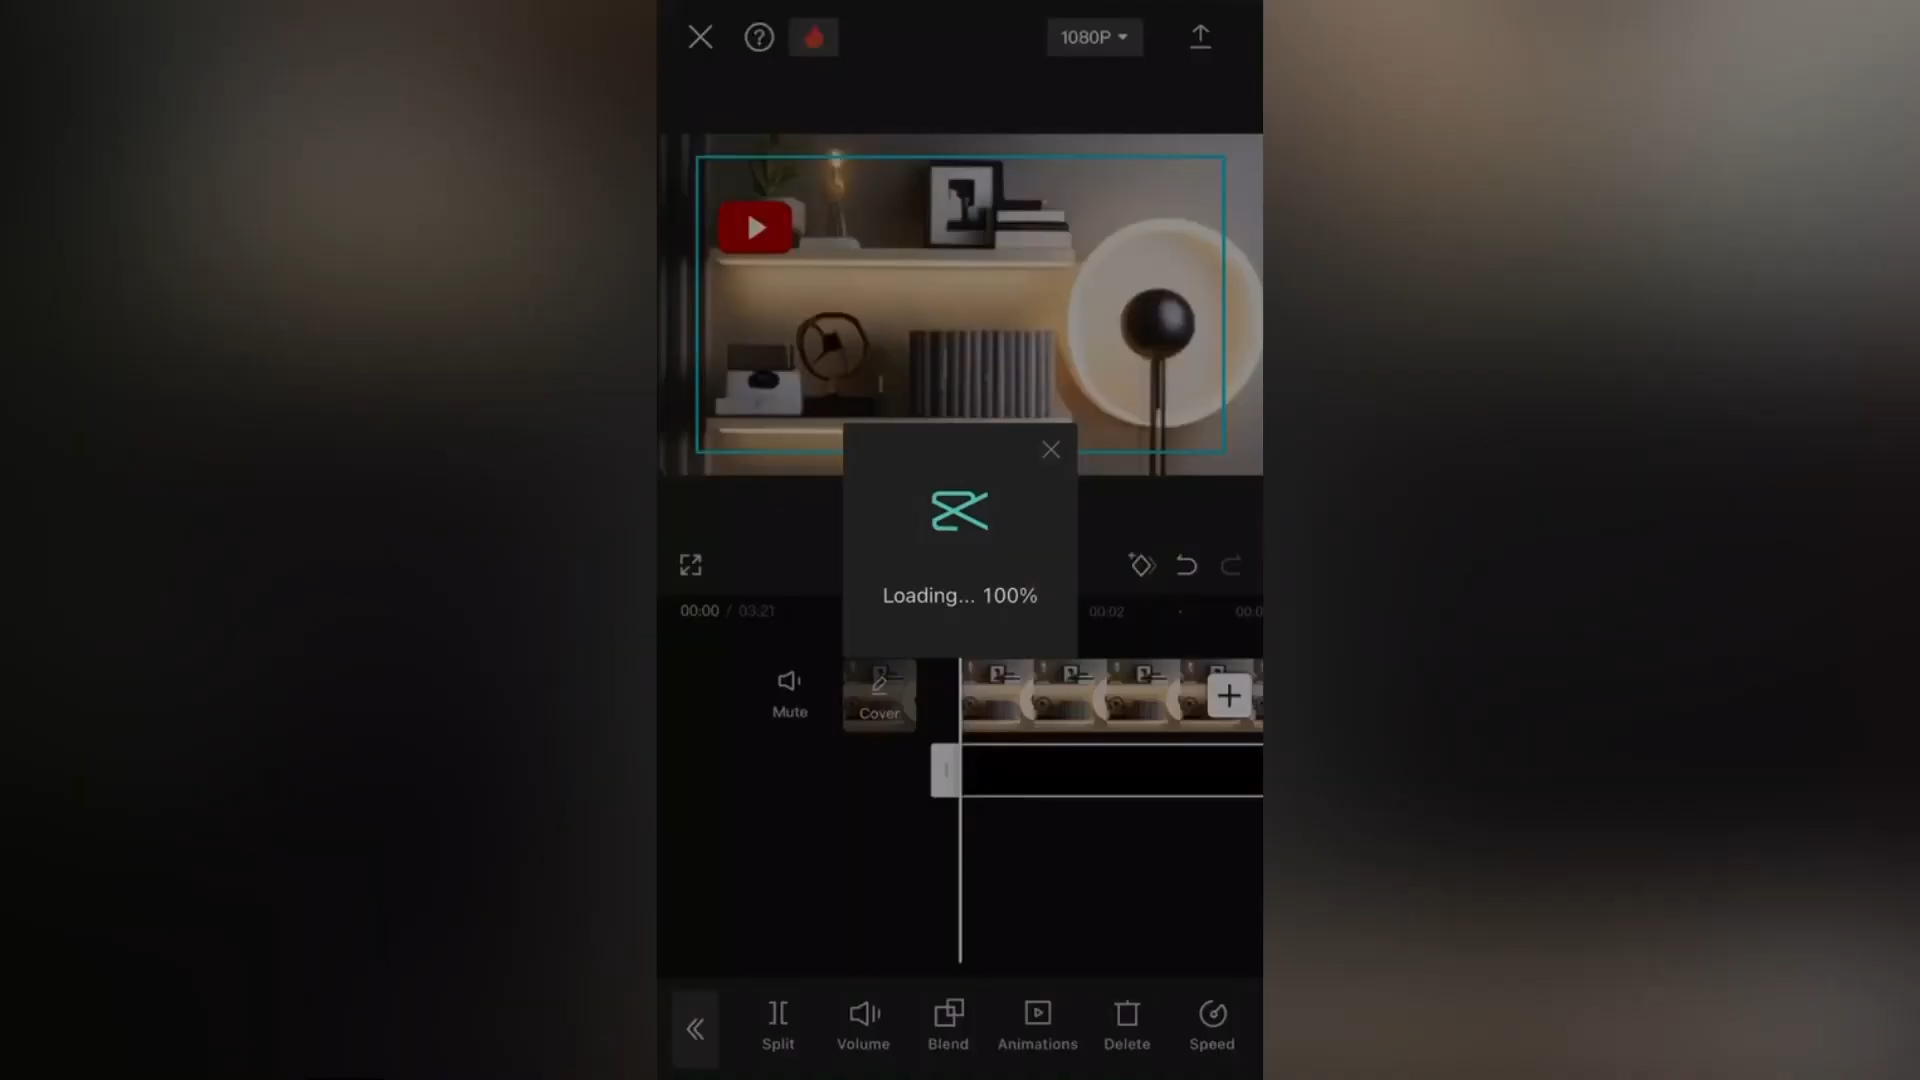 1080P
Loading... 100%
00:00 / 03:21
00:02
Mute
Cover
Split
Volume
Blend
Animations
Delete
Speed